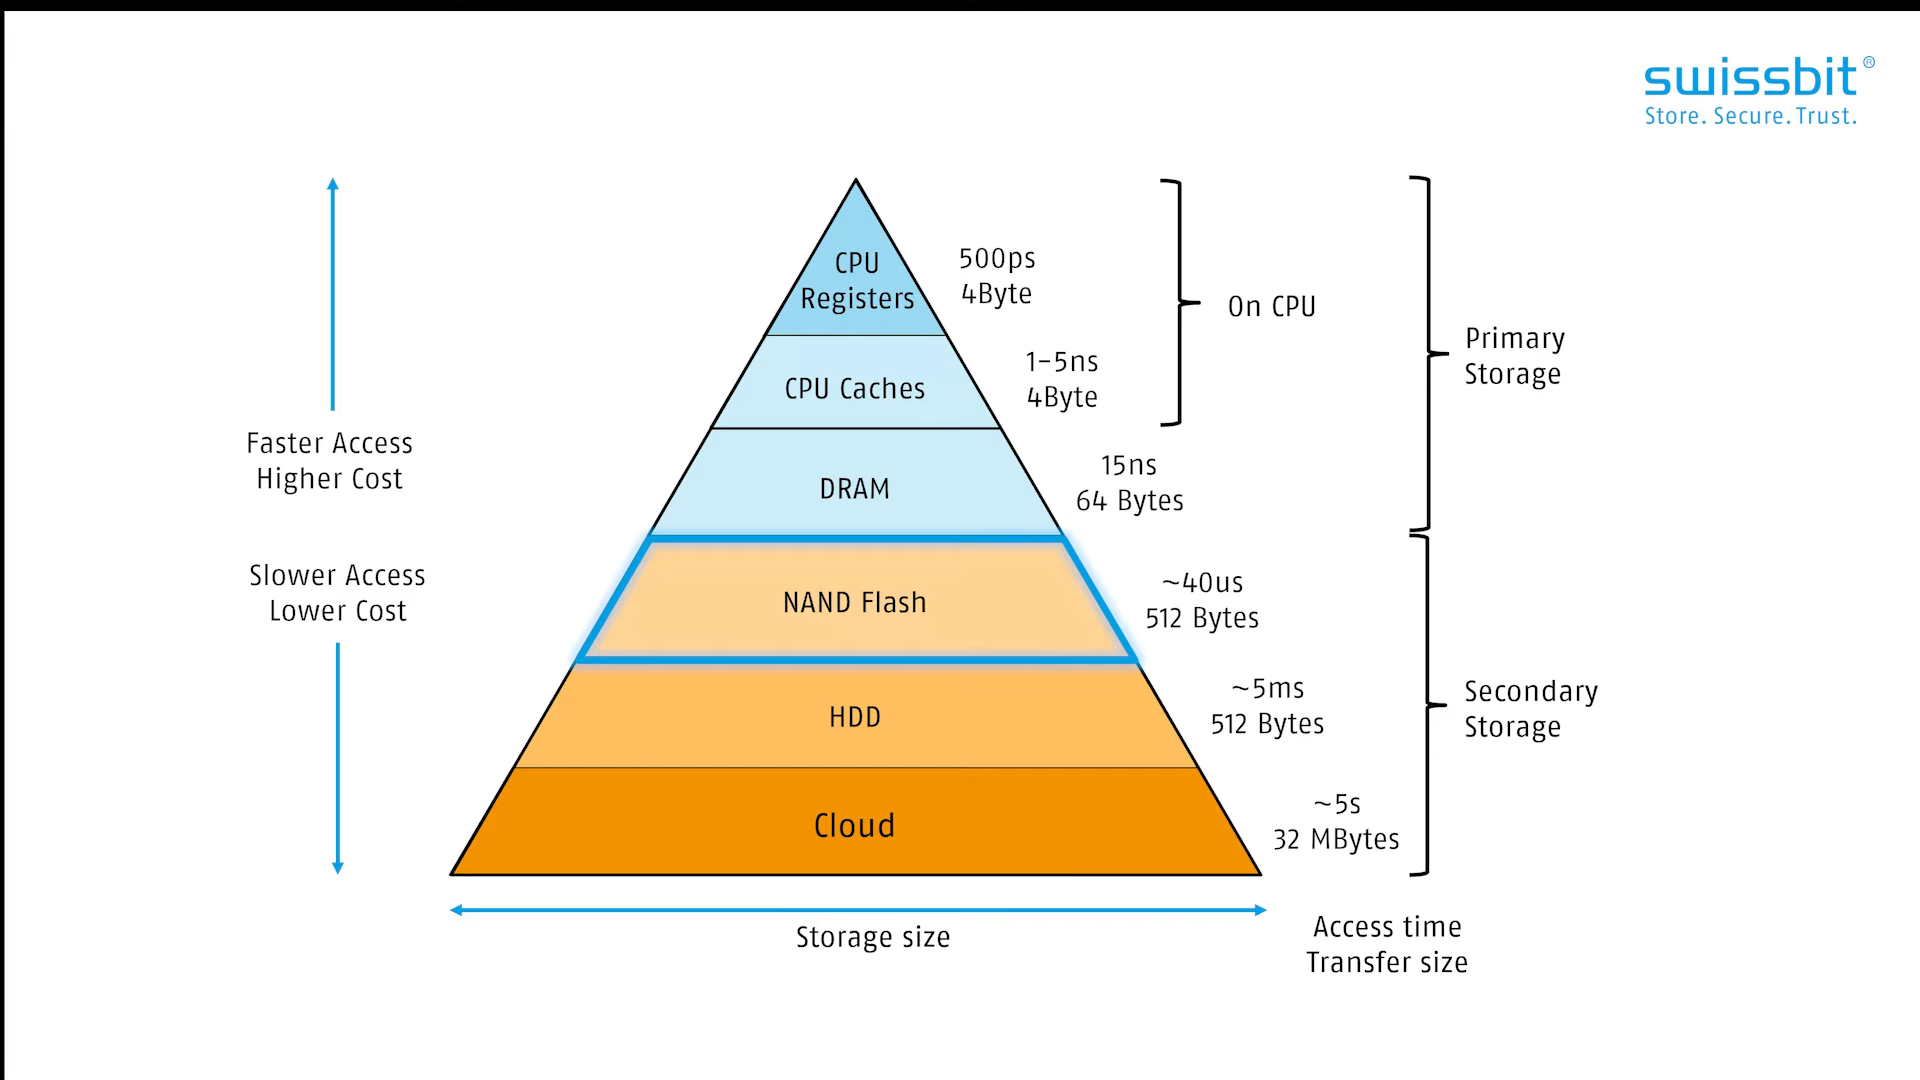 swissbit®
Store. Secure. Trust.
CPU
Registers
500ps
4Byte
On CPU
CPU Caches
1-5ns
4Byte
Primary
Storage
Faster Access
Higher Cost
DRAM
15ns
64 Bytes
Slower Access
Lower Cost
NAND Flash
~40us
512 Bytes
HDD
~5ms
512 Bytes
Secondary
Storage
Cloud
~5s
32 MBytes
Storage size
Access time
Transfer size